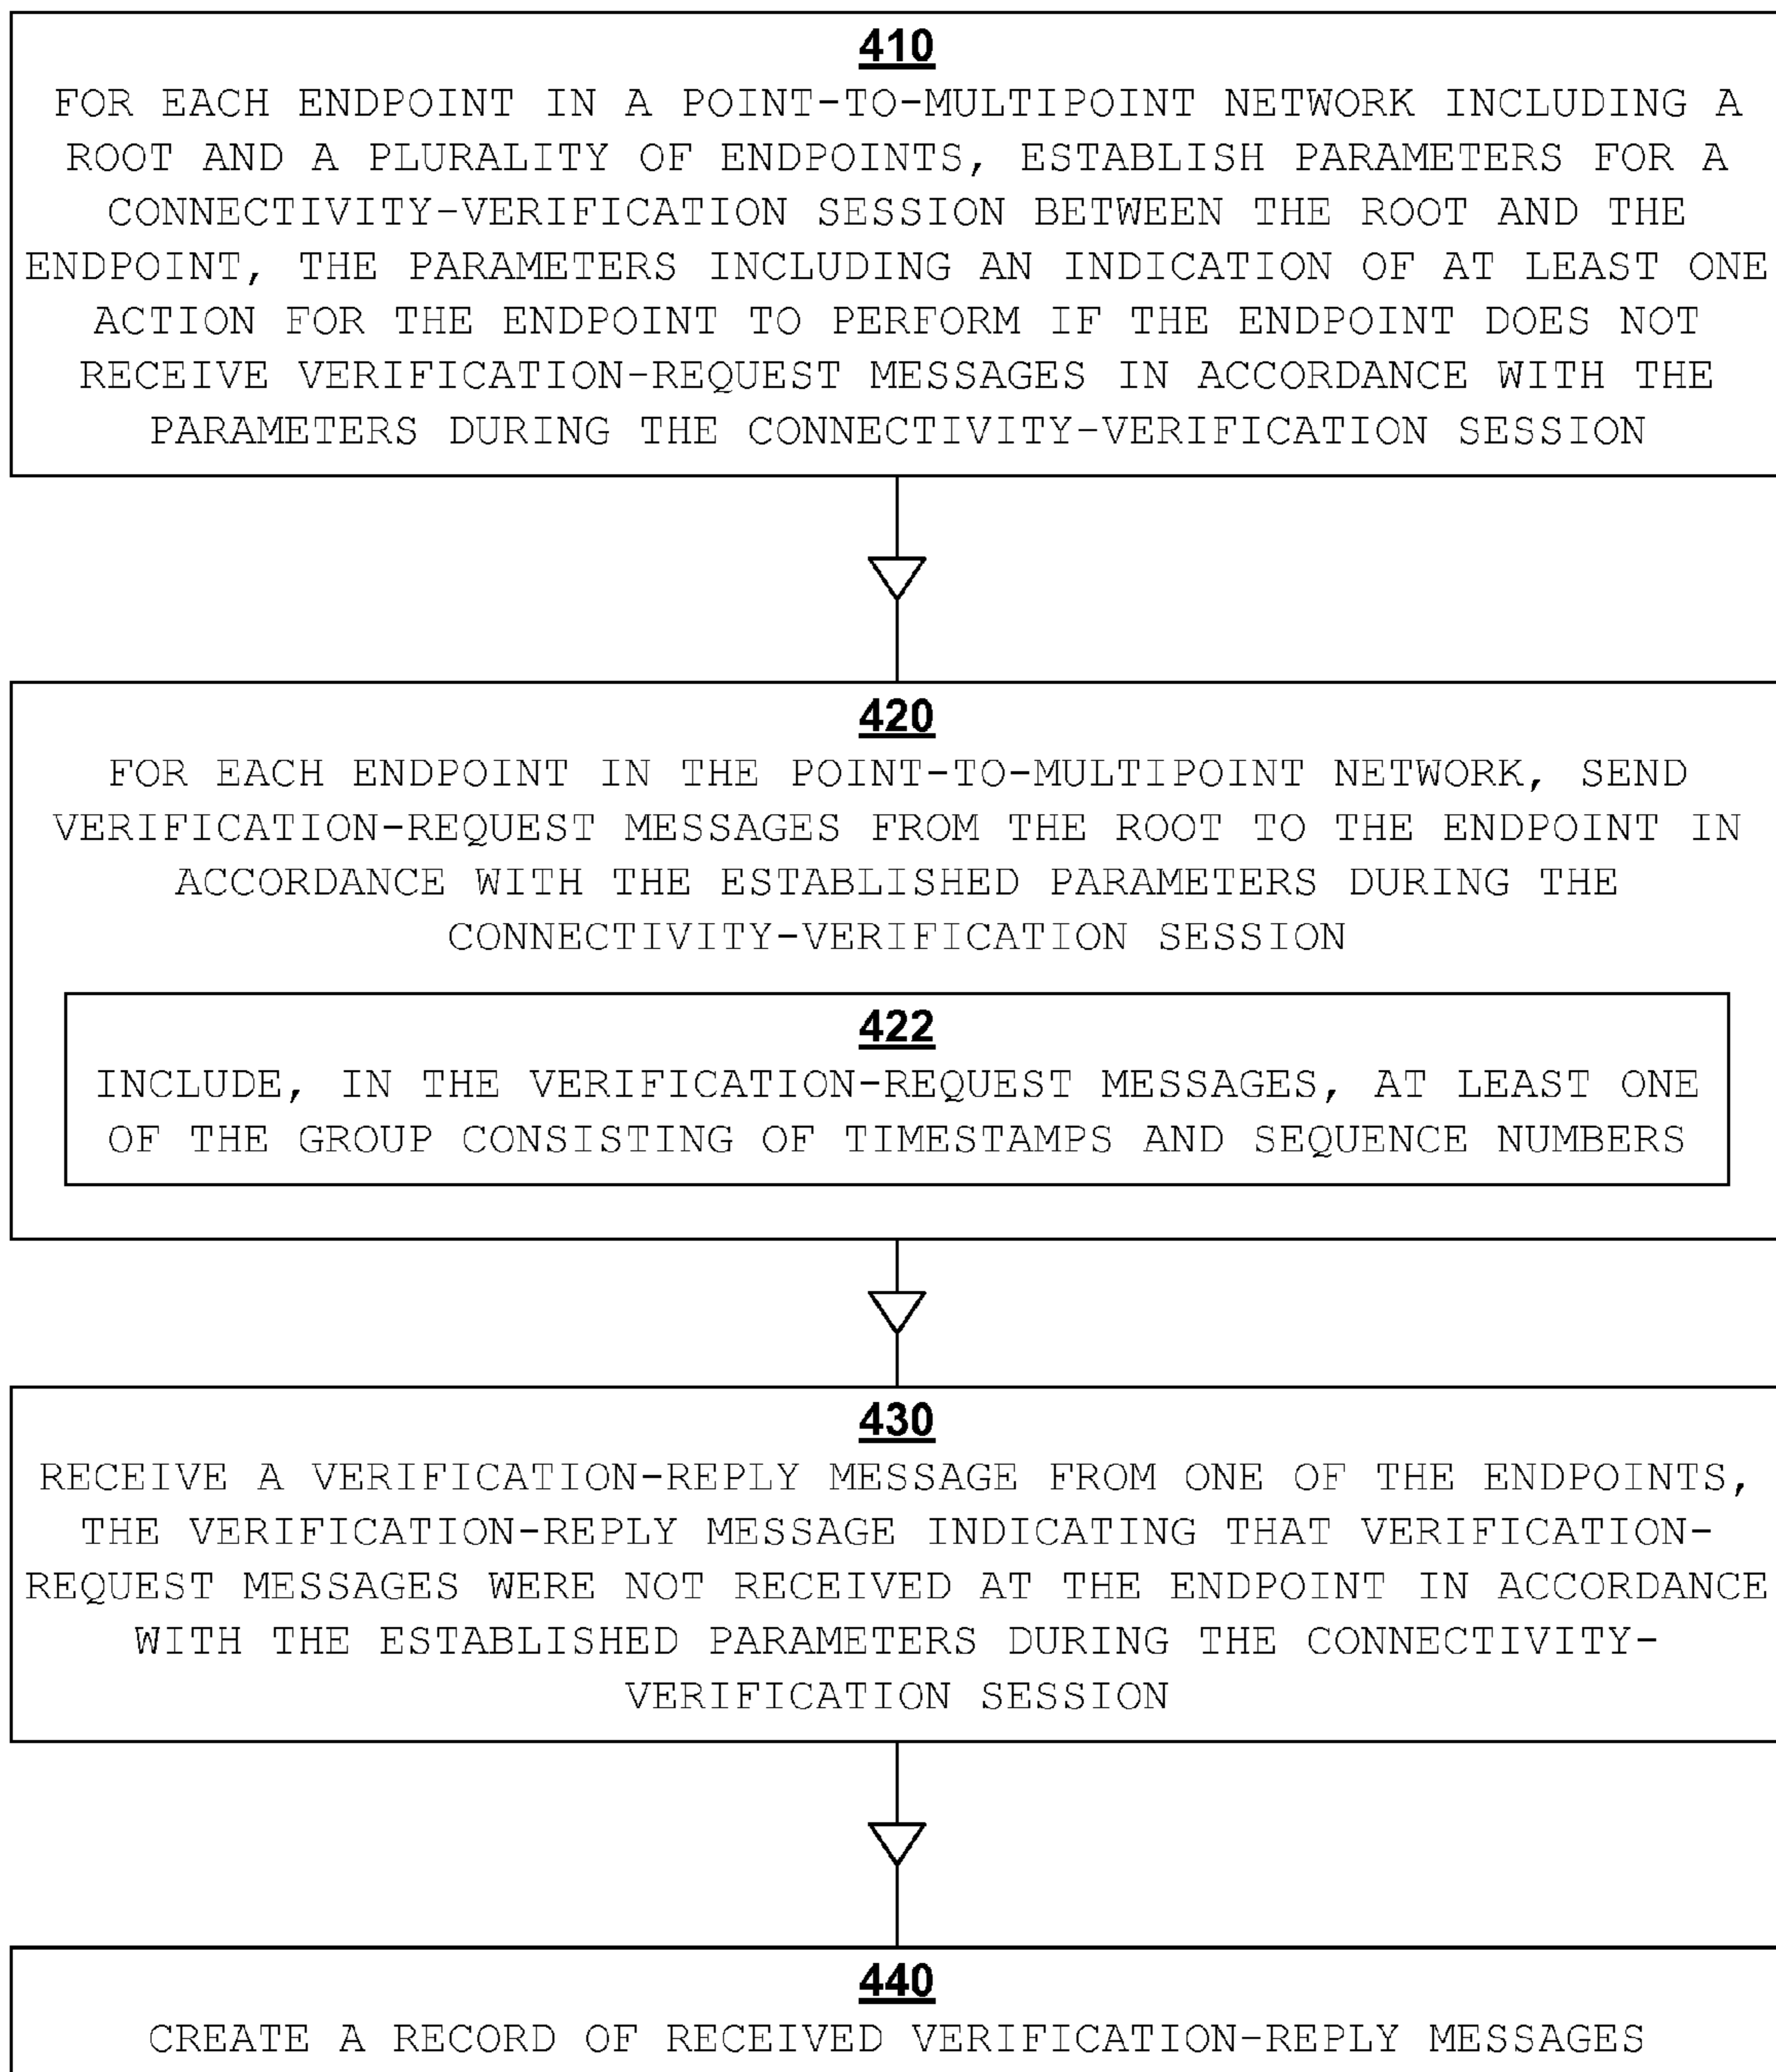 410
FOR EACH ENDPOINT IN A POINT-TO-MULTIPOINT NETWORK INCLUDING A
ROOT AND A PLURALITY OF ENDPOINTS, ESTABLISH PARAMETERS FOR A
CONNECTIVITY-VERIFICATION SESSION BETWEEN THE ROOT AND THE
ENDPOINT, THE PARAMETERS INCLUDING AN INDICATION OF AT LEAST ONE
ACTION FOR THE ENDPOINT TO PERFORM IF THE ENDPOINT DOES NOT
RECEIVE VERIFICATION-REQUEST MESSAGES IN ACCORDANCE WITH THE
PARAMETERS DURING THE CONNECTIVITY-VERIFICATION SESSION
420
FOR EACH ENDPOINT IN THE POINT-TO-MULTIPOINT NETWORK, SEND
VERIFICATION-REQUEST MESSAGES FROM THE ROOT TO THE ENDPOINT IN
ACCORDANCE WITH THE ESTABLISHED PARAMETERS DURING THE
CONNECTIVITY-VERIFICATION SESSION
422
INCLUDE, IN THE VERIFICATION-REQUEST MESSAGES, AT LEAST ONE
OF THE GROUP CONSISTING OF TIMESTAMPS AND SEQUENCE NUMBERS
430
RECEIVE A VERIFICATION-REPLY MESSAGE FROM ONE OF THE ENDPOINTS,
THE VERIFICATION-REPLY MESSAGE INDICATING THAT VERIFICATION-
REQUEST MESSAGES WERE NOT RECEIVED AT THE ENDPOINT IN ACCORDANCE
WITH THE ESTABLISHED PARAMETERS DURING THE CONNECTIVITY-
VERIFICATION SESSION
440
CREATE A RECORD OF RECEIVED VERIFICATION-REPLY MESSAGES